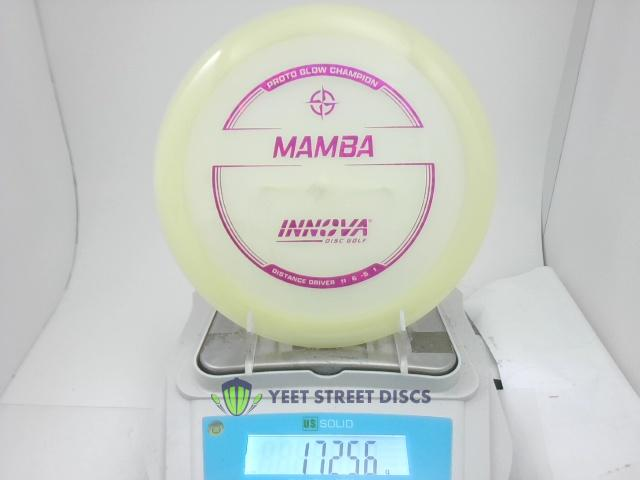 PROTO GLOW CHAMPION
MAMBA
INNOVA
DISC GOLF
DISTANCE DRIVER 11 6 -5 1
YEET STREET DISCS
US SOLID
172.56 g